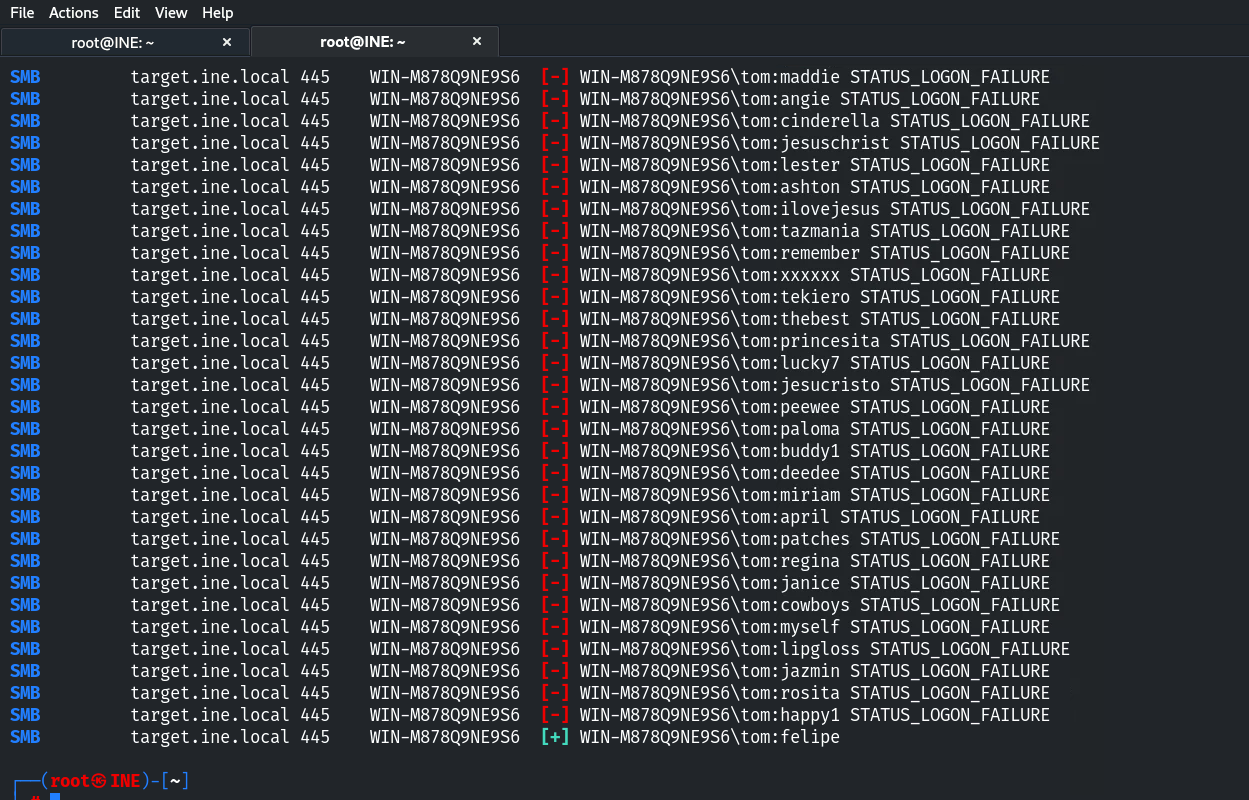 File Actions Edit View Help
root@INE: ~ × root@INE: ~ ×
SMB target.ine.local 445 WIN-M878Q9NE9S6 [-] WIN-M878Q9NE9S6\tom:maddie STATUS_LOGON_FAILURE
SMB target.ine.local 445 WIN-M878Q9NE9S6 [-] WIN-M878Q9NE9S6\tom:angie STATUS_LOGON_FAILURE
SMB target.ine.local 445 WIN-M878Q9NE9S6 [-] WIN-M878Q9NE9S6\tom:cinderella STATUS_LOGON_FAILURE
SMB target.ine.local 445 WIN-M878Q9NE9S6 [-] WIN-M878Q9NE9S6\tom:jesuschrist STATUS_LOGON_FAILURE
SMB target.ine.local 445 WIN-M878Q9NE9S6 [-] WIN-M878Q9NE9S6\tom:lester STATUS_LOGON_FAILURE
SMB target.ine.local 445 WIN-M878Q9NE9S6 [-] WIN-M878Q9NE9S6\tom:ashton STATUS_LOGON_FAILURE
SMB target.ine.local 445 WIN-M878Q9NE9S6 [-] WIN-M878Q9NE9S6\tom:ilovejesus STATUS_LOGON_FAILURE
SMB target.ine.local 445 WIN-M878Q9NE9S6 [-] WIN-M878Q9NE9S6\tom:tazmania STATUS_LOGON_FAILURE
SMB target.ine.local 445 WIN-M878Q9NE9S6 [-] WIN-M878Q9NE9S6\tom:remember STATUS_LOGON_FAILURE
SMB target.ine.local 445 WIN-M878Q9NE9S6 [-] WIN-M878Q9NE9S6\tom:xxxxxx STATUS_LOGON_FAILURE
SMB target.ine.local 445 WIN-M878Q9NE9S6 [-] WIN-M878Q9NE9S6\tom:tekiero STATUS_LOGON_FAILURE
SMB target.ine.local 445 WIN-M878Q9NE9S6 [-] WIN-M878Q9NE9S6\tom:thebest STATUS_LOGON_FAILURE
SMB target.ine.local 445 WIN-M878Q9NE9S6 [-] WIN-M878Q9NE9S6\tom:princesita STATUS_LOGON_FAILURE
SMB target.ine.local 445 WIN-M878Q9NE9S6 [-] WIN-M878Q9NE9S6\tom:lucky7 STATUS_LOGON_FAILURE
SMB target.ine.local 445 WIN-M878Q9NE9S6 [-] WIN-M878Q9NE9S6\tom:jesucristo STATUS_LOGON_FAILURE
SMB target.ine.local 445 WIN-M878Q9NE9S6 [-] WIN-M878Q9NE9S6\tom:peewee STATUS_LOGON_FAILURE
SMB target.ine.local 445 WIN-M878Q9NE9S6 [-] WIN-M878Q9NE9S6\tom:paloma STATUS_LOGON_FAILURE
SMB target.ine.local 445 WIN-M878Q9NE9S6 [-] WIN-M878Q9NE9S6\tom:buddy1 STATUS_LOGON_FAILURE
SMB target.ine.local 445 WIN-M878Q9NE9S6 [-] WIN-M878Q9NE9S6\tom:deedee STATUS_LOGON_FAILURE
SMB target.ine.local 445 WIN-M878Q9NE9S6 [-] WIN-M878Q9NE9S6\tom:miriam STATUS_LOGON_FAILURE
SMB target.ine.local 445 WIN-M878Q9NE9S6 [-] WIN-M878Q9NE9S6\tom:april STATUS_LOGON_FAILURE
SMB target.ine.local 445 WIN-M878Q9NE9S6 [-] WIN-M878Q9NE9S6\tom:patches STATUS_LOGON_FAILURE
SMB target.ine.local 445 WIN-M878Q9NE9S6 [-] WIN-M878Q9NE9S6\tom:regina STATUS_LOGON_FAILURE
SMB target.ine.local 445 WIN-M878Q9NE9S6 [-] WIN-M878Q9NE9S6\tom:janice STATUS_LOGON_FAILURE
SMB target.ine.local 445 WIN-M878Q9NE9S6 [-] WIN-M878Q9NE9S6\tom:cowboys STATUS_LOGON_FAILURE
SMB target.ine.local 445 WIN-M878Q9NE9S6 [-] WIN-M878Q9NE9S6\tom:myself STATUS_LOGON_FAILURE
SMB target.ine.local 445 WIN-M878Q9NE9S6 [-] WIN-M878Q9NE9S6\tom:lipgloss STATUS_LOGON_FAILURE
SMB target.ine.local 445 WIN-M878Q9NE9S6 [-] WIN-M878Q9NE9S6\tom:jazmin STATUS_LOGON_FAILURE
SMB target.ine.local 445 WIN-M878Q9NE9S6 [-] WIN-M878Q9NE9S6\tom:rosita STATUS_LOGON_FAILURE
SMB target.ine.local 445 WIN-M878Q9NE9S6 [-] WIN-M878Q9NE9S6\tom:happy1 STATUS_LOGON_FAILURE
SMB target.ine.local 445 WIN-M878Q9NE9S6 [+] WIN-M878Q9NE9S6\tom:felipe
┌──(root㉿INE)-[~]
└─#